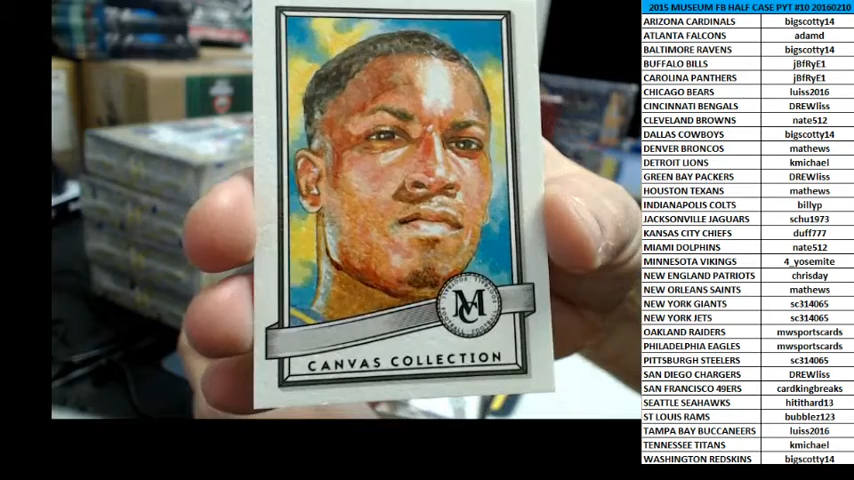 2015 MUSEUM FB HALF CASE PYT #10 20160210
ARIZONA CARDINALS bigscotty14
ATLANTA FALCONS adamd
BALTIMORE RAVENS bigscotty14
BUFFALO BILLS jBfRyE1
CAROLINA PANTHERS jBfRyE1
CHICAGO BEARS luiss2016
CINCINNATI BENGALS DREWliss
CLEVELAND BROWNS nate512
DALLAS COWBOYS bigscotty14
DENVER BRONCOS mathews
DETROIT LIONS kmichael
GREEN BAY PACKERS DREWliss
HOUSTON TEXANS mathews
INDIANAPOLIS COLTS billyp
JACKSONVILLE JAGUARS schu1973
KANSAS CITY CHIEFS duff777
MIAMI DOLPHINS nate512
MINNESOTA VIKINGS 4_yosemite
NEW ENGLAND PATRIOTS chrisday
NEW ORLEANS SAINTS mathews
NEW YORK GIANTS sc314065
NEW YORK JETS sc314065
OAKLAND RAIDERS mwsportscards
PHILADELPHIA EAGLES mwsportscards
PITTSBURGH STEELERS sc314065
SAN DIEGO CHARGERS DREWliss
SAN FRANCISCO 49ERS cardkingbreaks
SEATTLE SEAHAWKS hitithard13
ST LOUIS RAMS bubblez123
TAMPA BAY BUCCANEERS luiss2016
TENNESSEE TITANS kmichael
WASHINGTON REDSKINS bigscotty14
MC
CANVAS COLLECTION